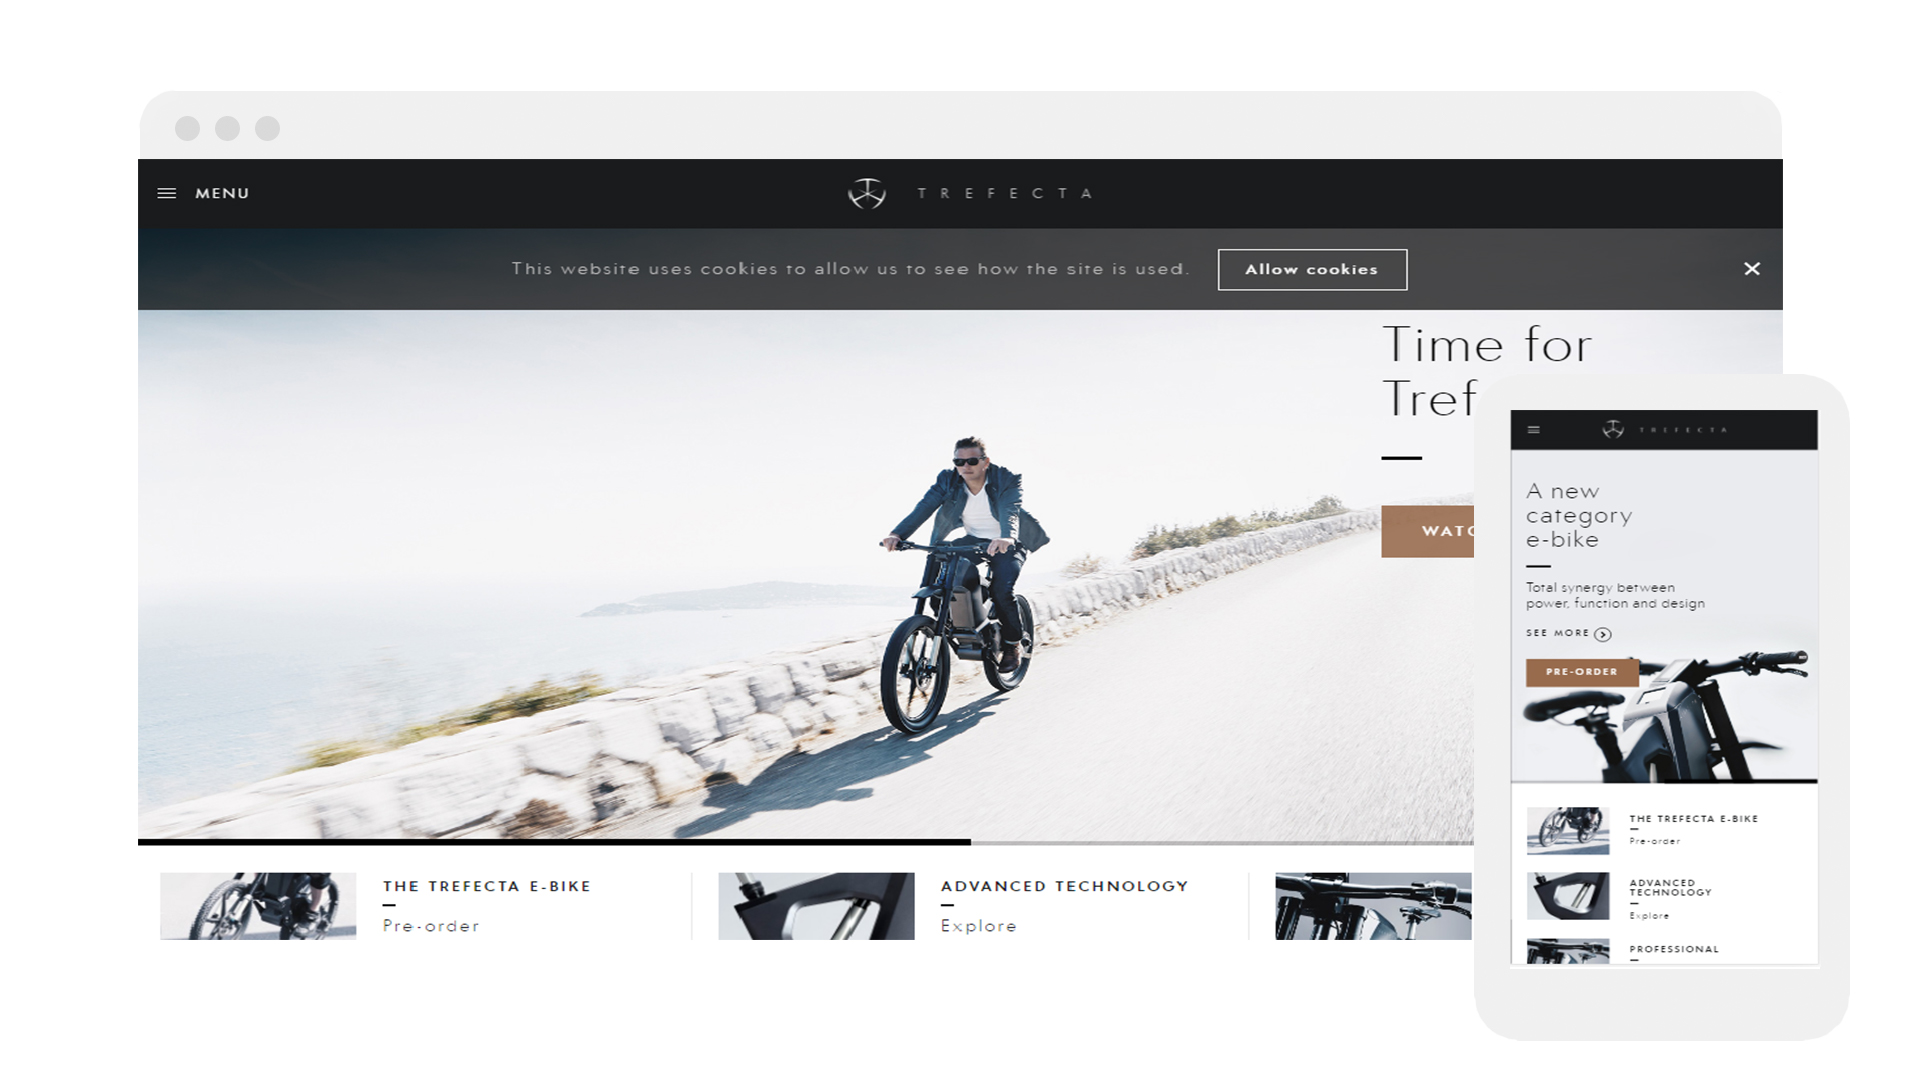 MENU
TREFECTA
This website uses cookies to allow us to see how the site is used.
Allow cookies
Time for
Tref
WATC
THE TREFECTA E-BIKE
Pre-order
ADVANCED TECHNOLOGY
Explore
TREFECTA
A new
category
e-bike
Total synergy between
power, function and design
SEE MORE
PRE-ORDER
THE TREFECTA E-BIKE
Pre-order
ADVANCED
TECHNOLOGY
Explore
PROFESSIONAL